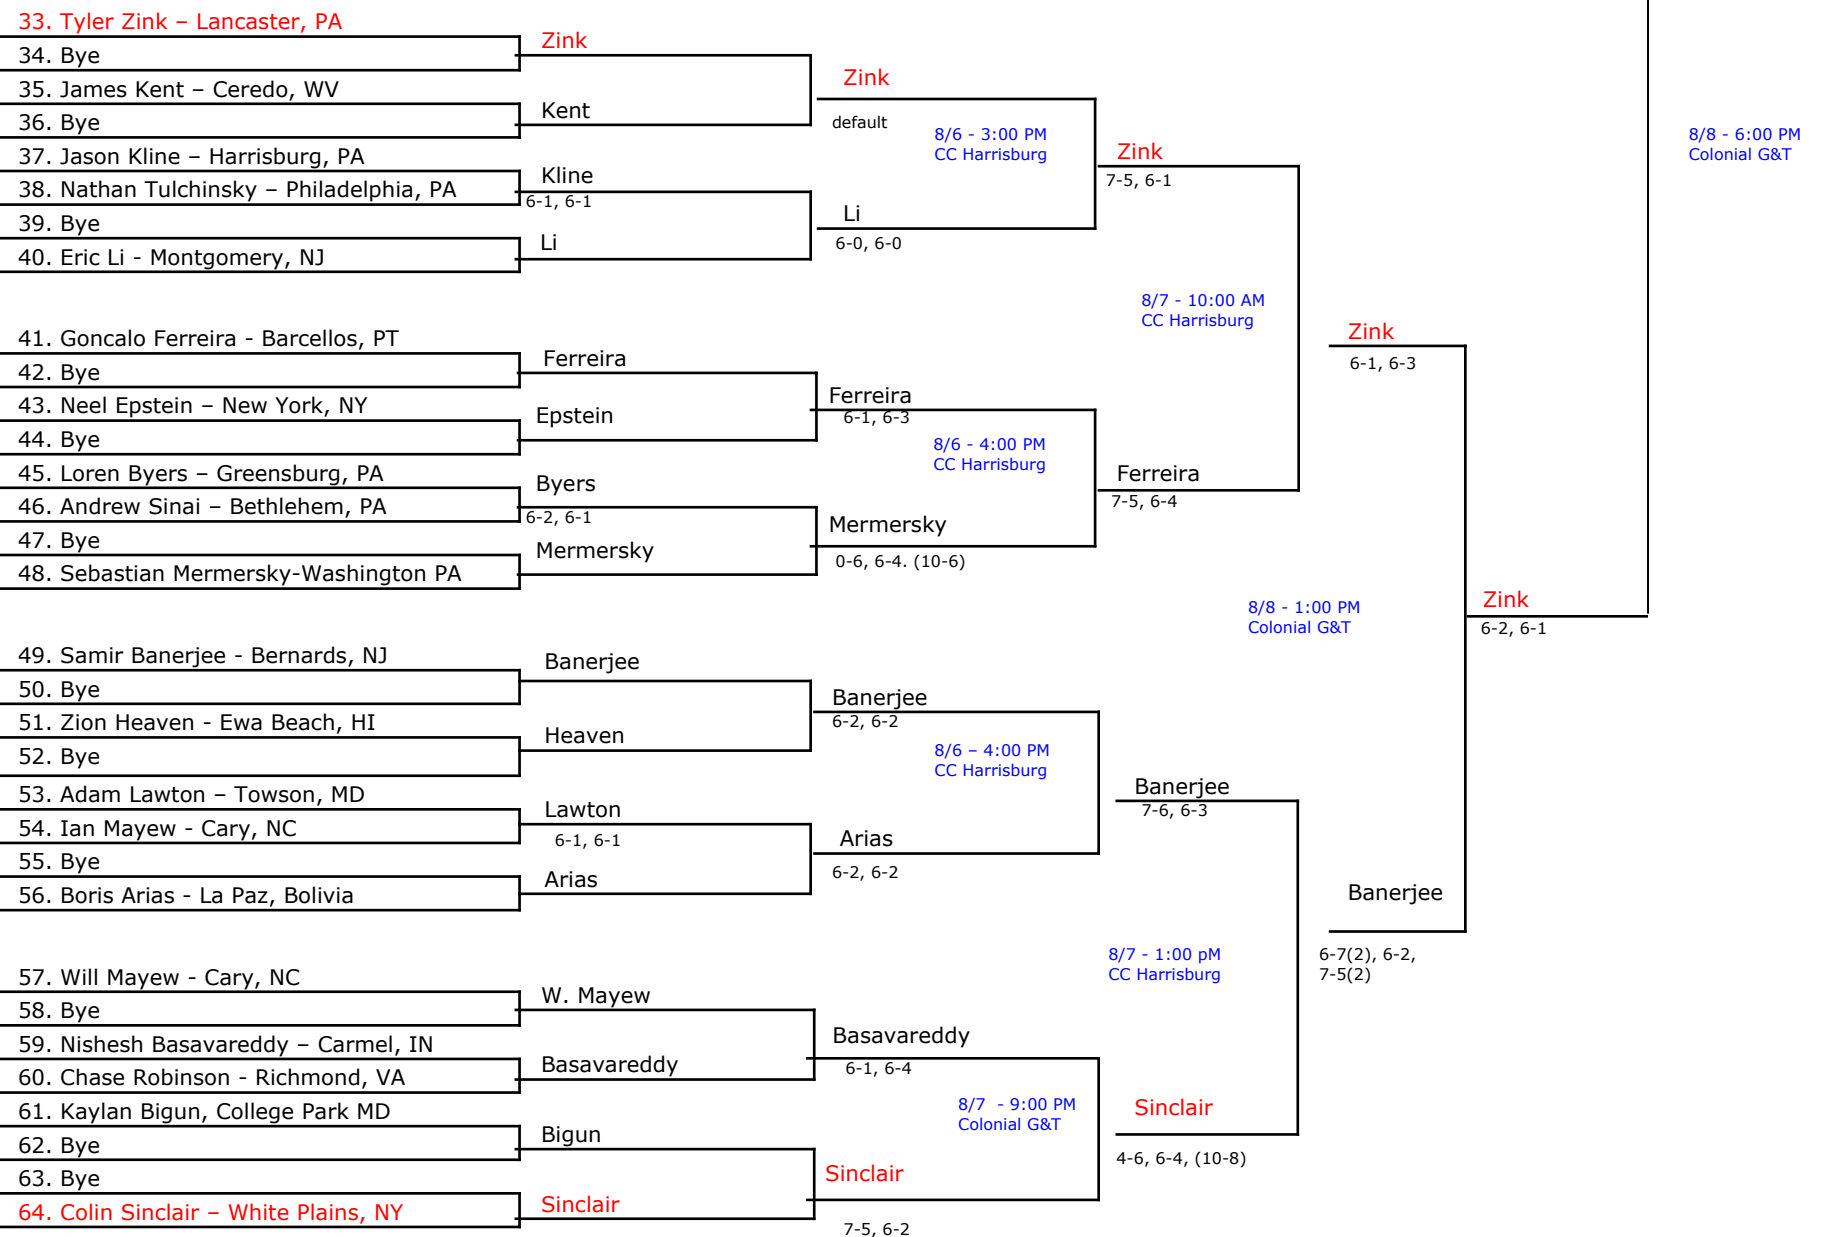 33. Tyler Zink – Lancaster, PA
34. Bye
35. James Kent – Ceredo, WV
36. Bye
37. Jason Kline – Harrisburg, PA
38. Nathan Tulchinsky – Philadelphia, PA
39. Bye
40. Eric Li - Montgomery, NJ
41. Goncalo Ferreira - Barcellos, PT
42. Bye
43. Neel Epstein – New York, NY
44. Bye
45. Loren Byers – Greensburg, PA
46. Andrew Sinai – Bethlehem, PA
47. Bye
48. Sebastian Mermersky-Washington PA
49. Samir Banerjee - Bernards, NJ
50. Bye
51. Zion Heaven - Ewa Beach, HI
52. Bye
53. Adam Lawton – Towson, MD
54. Ian Mayew - Cary, NC
55. Bye
56. Boris Arias - La Paz, Bolivia
57. Will Mayew - Cary, NC
58. Bye
59. Nishesh Basavareddy – Carmel, IN
60. Chase Robinson - Richmond, VA
61. Kaylan Bigun, College Park MD
62. Bye
63. Bye
64. Colin Sinclair – White Plains, NY
Zink
Kent
Kline
6-1, 6-1
Li
Ferreira
Epstein
Byers
6-2, 6-1
Mermersky
Banerjee
Heaven
Lawton
6-1, 6-1
Arias
W. Mayew
Basavareddy
Bigun
Sinclair
Zink
default
8/6 - 3:00 PM
CC Harrisburg
Li
6-0, 6-0
Ferreira
6-1, 6-3
8/6 - 4:00 PM
CC Harrisburg
Mermersky
0-6, 6-4. (10-6)
Banerjee
6-2, 6-2
8/6 – 4:00 PM
CC Harrisburg
Arias
6-2, 6-2
Basavareddy
6-1, 6-4
8/7  - 9:00 PM
Colonial G&T
Sinclair
7-5, 6-2
Zink
7-5, 6-1
8/7 - 10:00 AM
CC Harrisburg
Ferreira
7-5, 6-4
Banerjee
7-6, 6-3
8/7 - 1:00 pM
CC Harrisburg
Sinclair
4-6, 6-4, (10-8)
Zink
6-1, 6-3
8/8 - 1:00 PM
Colonial G&T
Banerjee
6-7(2), 6-2,
7-5(2)
Zink
6-2, 6-1
8/8 - 6:00 PM
Colonial G&T